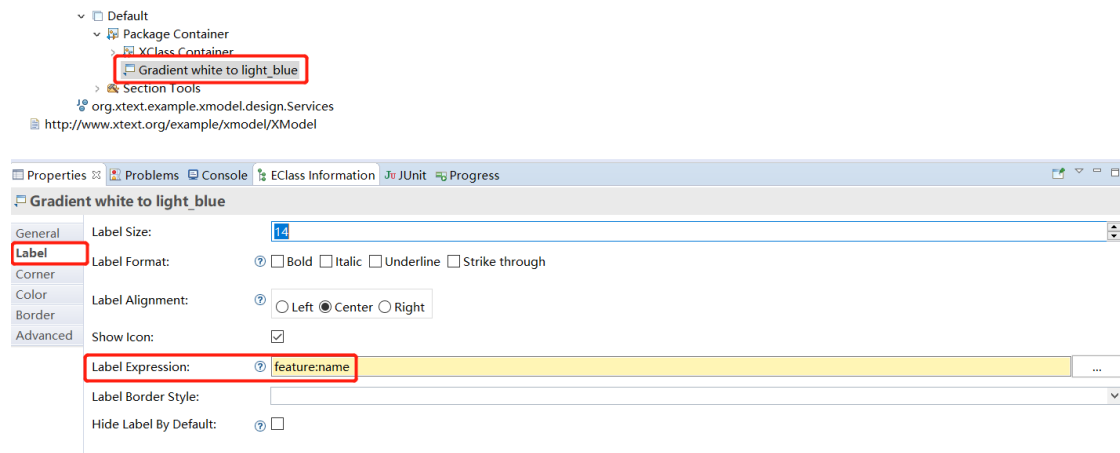 Default
Package Container
XClass Container
Gradient white to light_blue
Section Tools
org.xtext.example.xmodel.design.Services
http://www.xtext.org/example/xmodel/XModel
Properties Problems Console EClass Information JUnit Progress
Gradient white to light_blue
General
Label
Corner
Color
Border
Advanced
Label Size: 14
Label Format: Bold Italic Underline Strike through
Label Alignment: Left Center Right
Show Icon:
Label Expression: feature:name ...
Label Border Style:
Hide Label By Default: